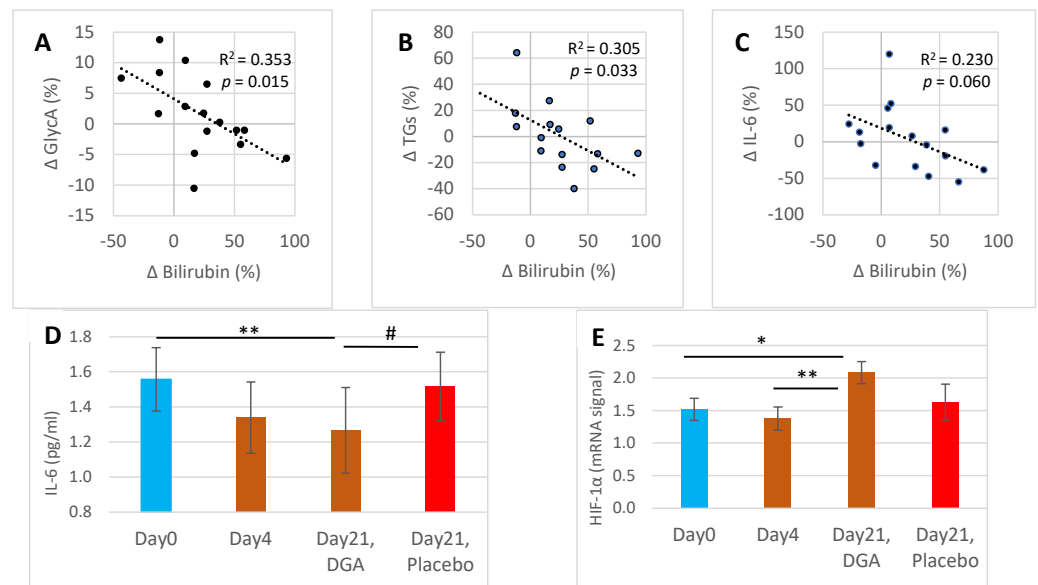 A
R² = 0.353
p = 0.015
Δ GlycA (%)
15
10
5
0
-5
-10
-15
-50
0
50
100
Δ Bilirubin (%)
B
R² = 0.305
p = 0.033
Δ TGs (%)
80
60
40
20
0
-20
-40
-60
-50
0
50
100
Δ Bilirubin (%)
C
R² = 0.230
p = 0.060
Δ IL-6 (%)
150
100
50
0
-50
-100
-50
0
50
100
Δ Bilirubin (%)
D
**
#
IL-6 (pg/ml)
1.8
1.6
1.4
1.2
1.0
0.8
Day0
Day4
Day21,
DGA
Day21,
Placebo
E
*
**
HIF-1α (mRNA signal)
2.5
2.0
1.5
1.0
0.5
0.0
Day0
Day4
Day21,
DGA
Day21,
Placebo